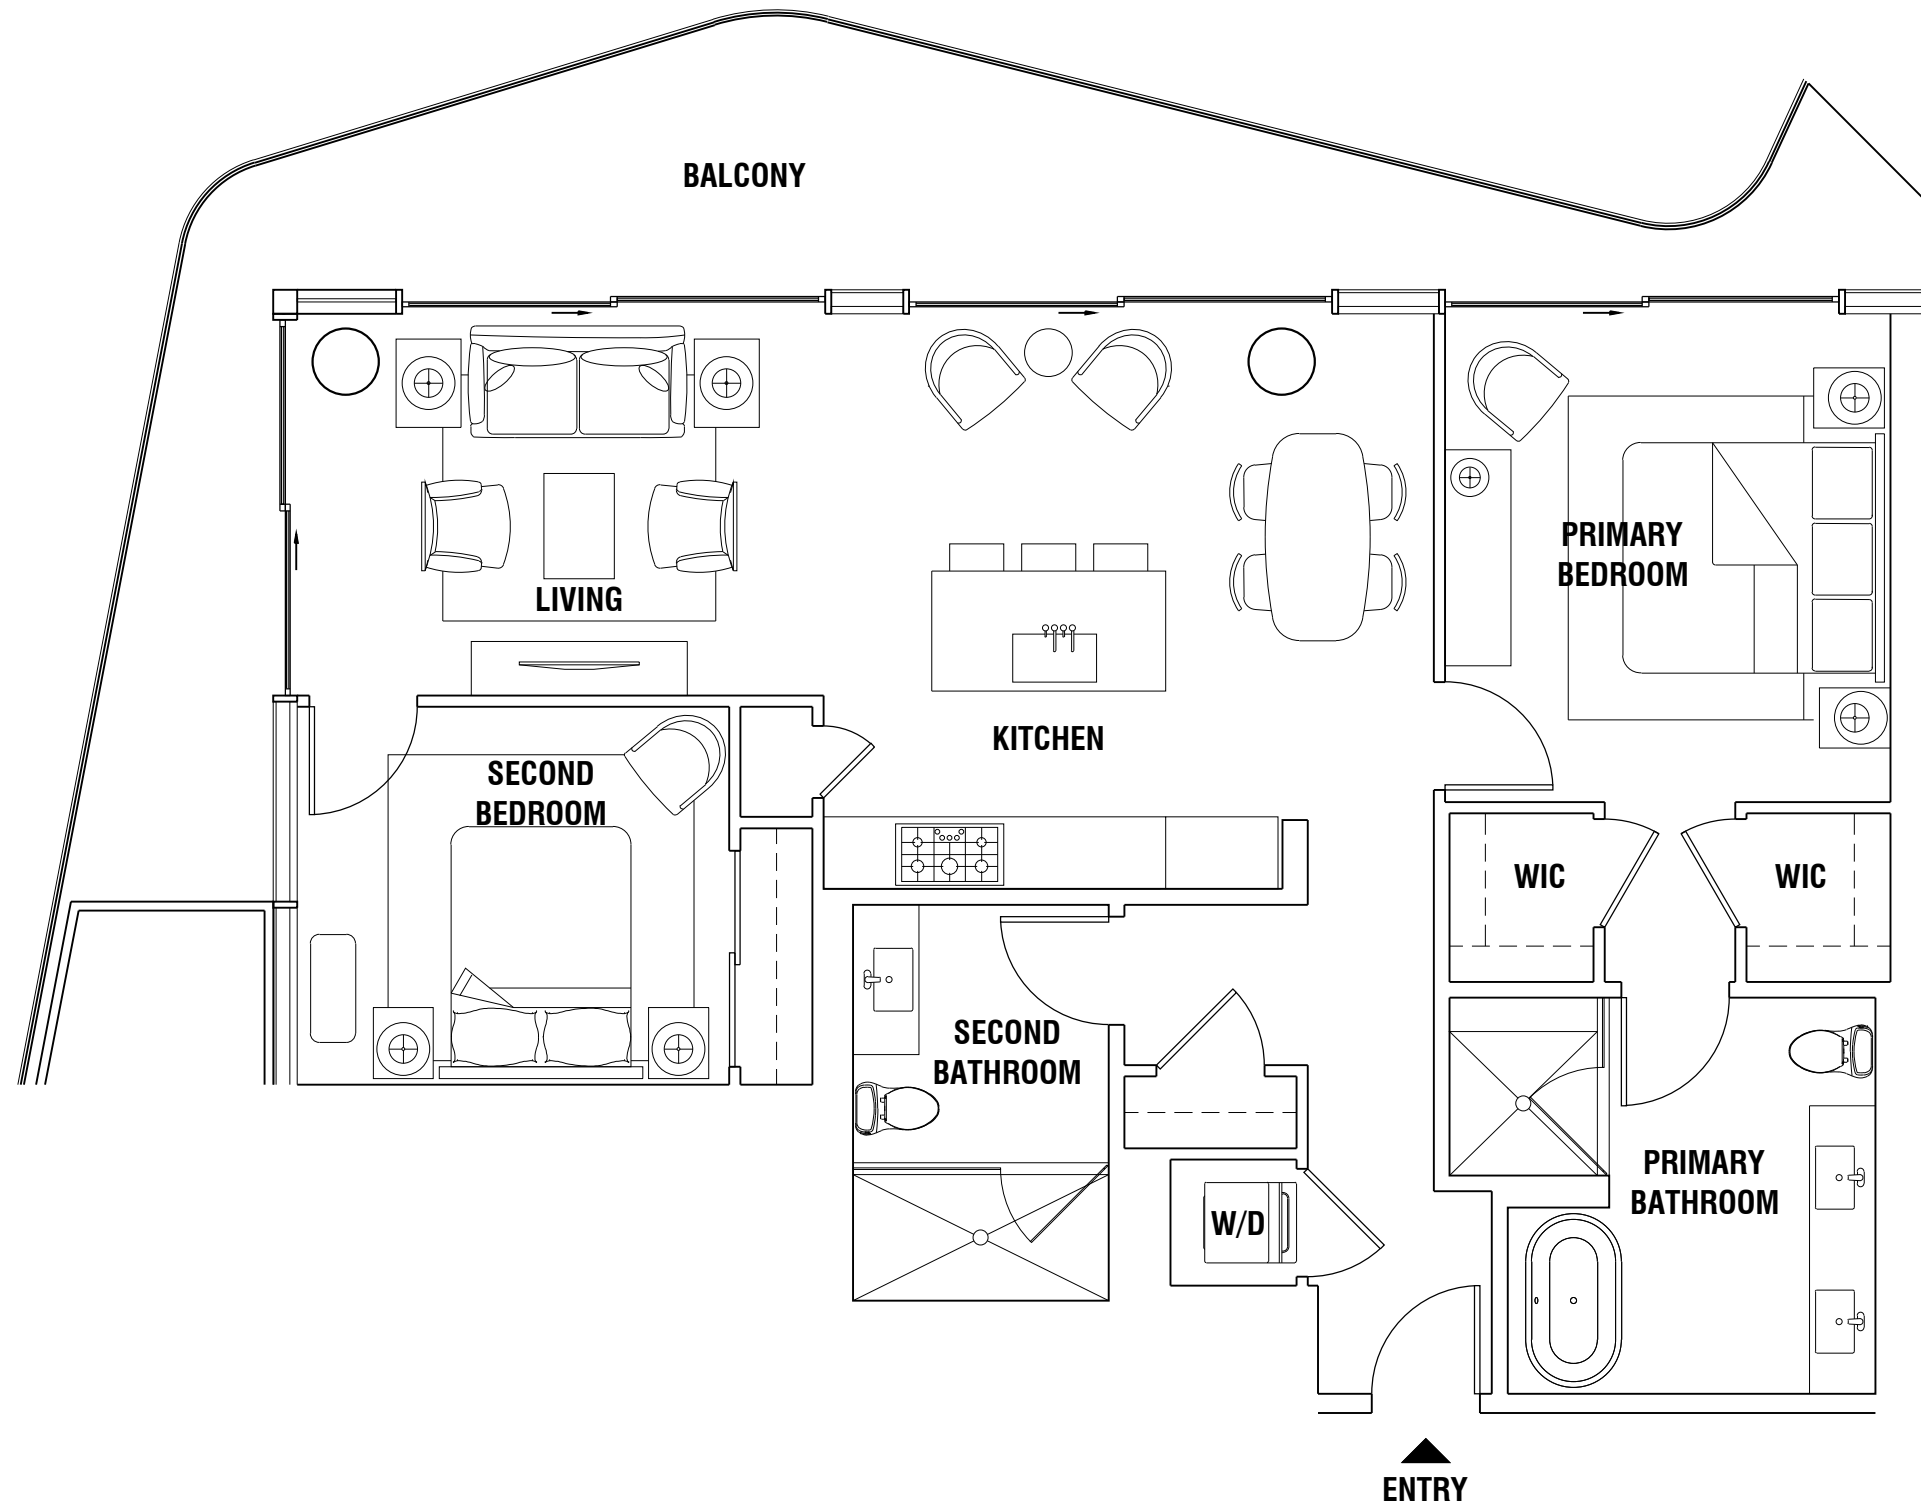 BALCONY
LIVING
PRIMARY
BEDROOM
KITCHEN
SECOND
BEDROOM
WIC
WIC
SECOND
BATHROOM
PRIMARY
BATHROOM
W/D
ENTRY